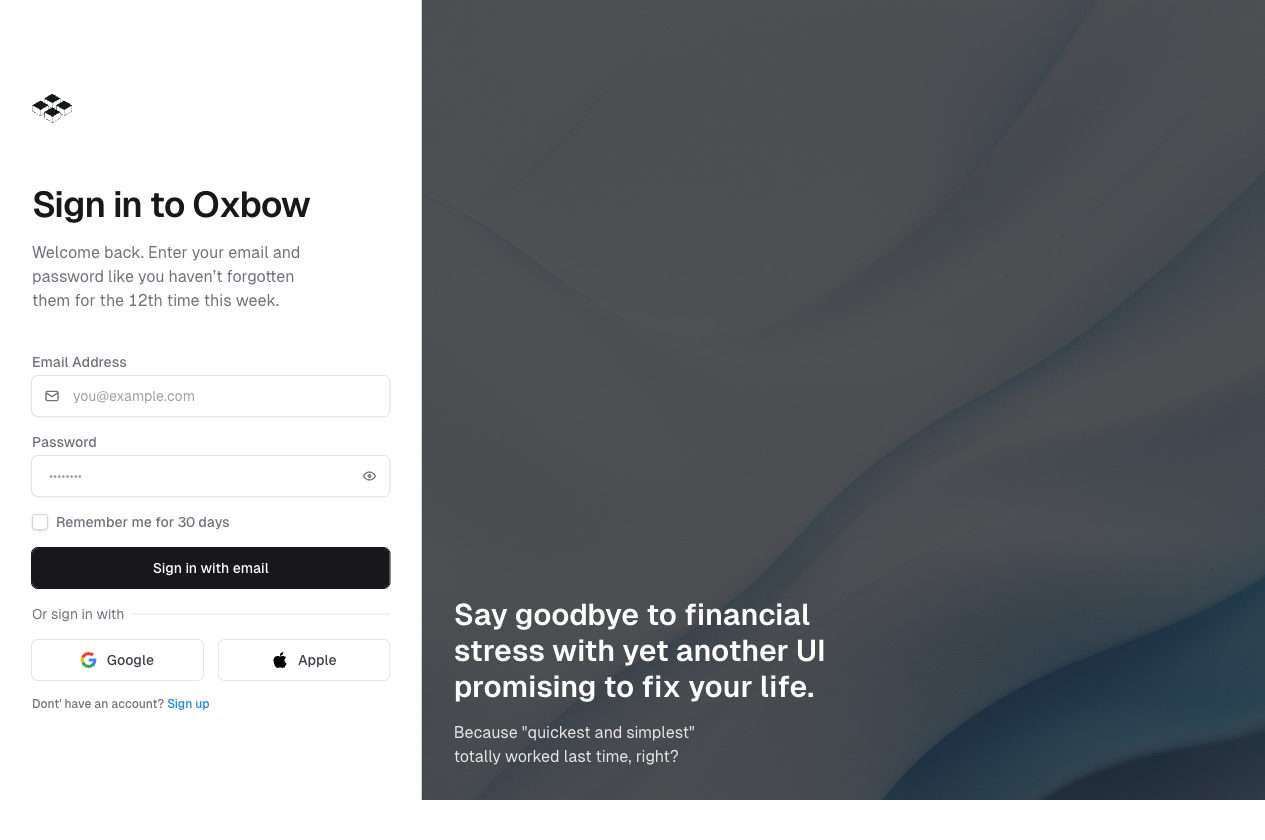 Sign in to Oxbow
Welcome back. Enter your email and
password like you haven’t forgotten
them for the 12th time this week.
Email Address
you@example.com
Password
••••••••
Remember me for 30 days
Sign in with email
Or sign in with
Google
Apple
Dont' have an account? Sign up
Say goodbye to financial
stress with yet another UI
promising to fix your life.
Because "quickest and simplest"
totally worked last time, right?